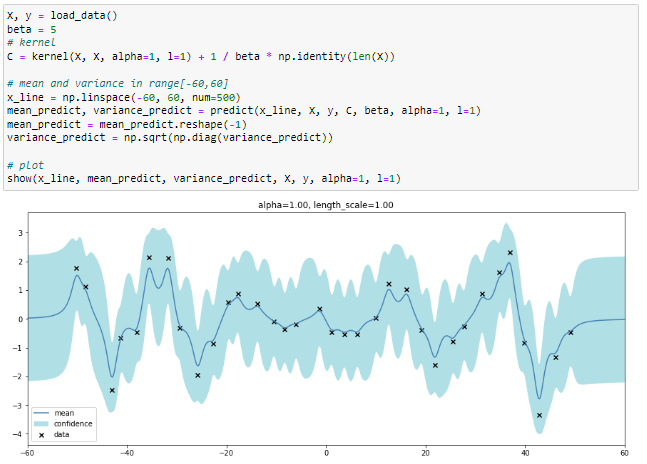 X, y = load_data()
beta = 5
# kernel
C = kernel(X, X, alpha=1, l=1) + 1 / beta * np.identity(len(X))
# mean and variance in range[-60,60]
x_line = np.linspace(-60, 60, num=500)
mean_predict, variance_predict = predict(x_line, X, y, C, beta, alpha=1, l=1)
mean_predict = mean_predict.reshape(-1)
variance_predict = np.sqrt(np.diag(variance_predict))
# plot
show(x_line, mean_predict, variance_predict, X, y, alpha=1, l=1)
alpha=1.00, length_scale=1.00
3
2
1
0
−1
−2
−3
−4
mean
confidence
data
−60 −40 −20 0 20 40 60